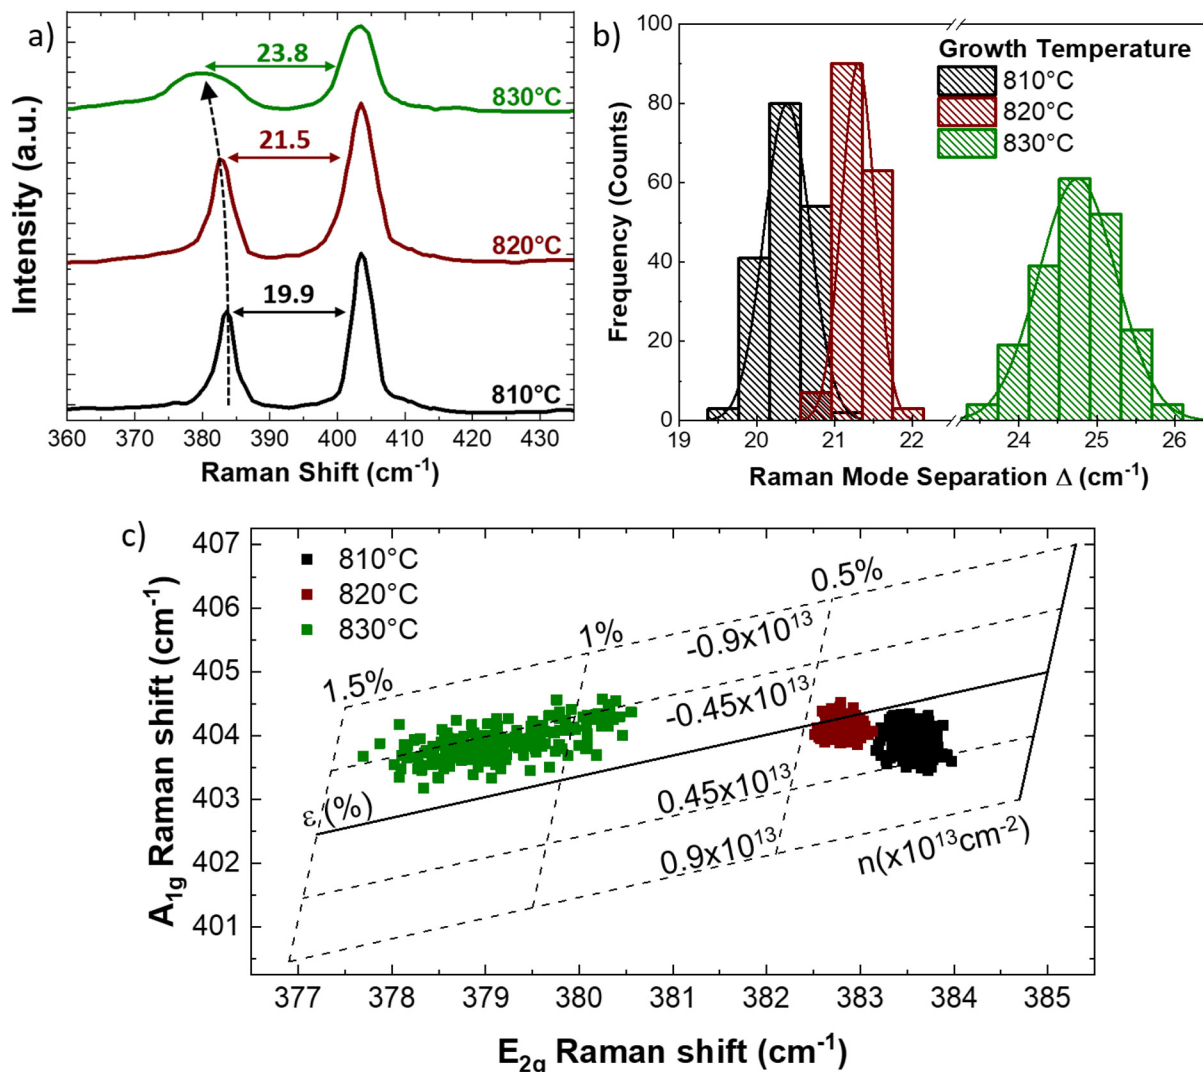 a)
Intensity (a.u.)
23.8
830°C
21.5
820°C
19.9
810°C
360 370 380 390 400 410 420 430
Raman Shift (cm⁻¹)
b)
Frequency (Counts)
100
80
60
40
20
0
Growth Temperature
810°C
820°C
830°C
19 20 21 22 24 25 26
Raman Mode Separation Δ (cm⁻¹)
c)
A₁g Raman shift (cm⁻¹)
407
406
405
404
403
402
401
810°C
820°C
830°C
0.5%
1%
1.5%
-0.9x10¹³
-0.45x10¹³
ε (%)
0.45x10¹³
0.9x10¹³
n(x10¹³cm⁻²)
377 378 379 380 381 382 383 384 385
E₂g Raman shift (cm⁻¹)